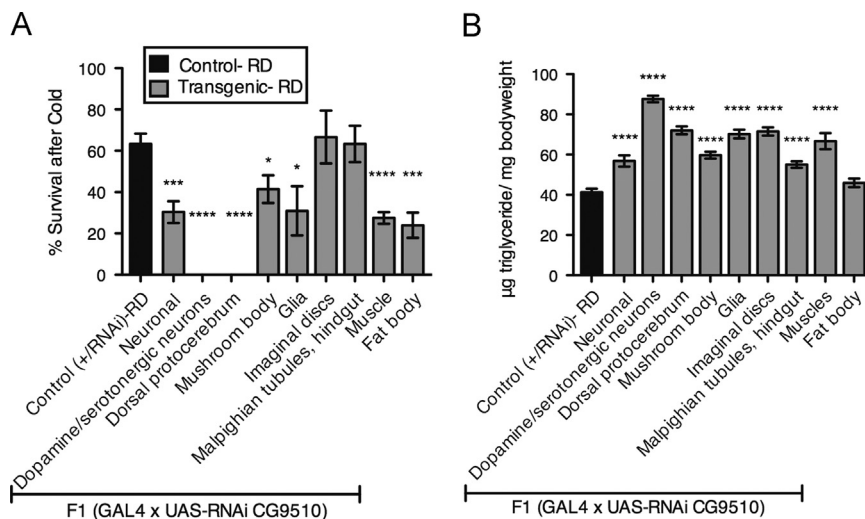 A
Control- RD
Transgenic- RD
% Survival after Cold
100
80
60
40
20
0
***
****
****
*
*
****
***
Control (+/RNAi)-RD
Neuronal
Dopamine/serotonergic neurons
Dorsal protocerebrum
Mushroom body
Glia
Imaginal discs
Malpighian tubules, hindgut
Muscle
Fat body
F1 (GAL4 x UAS-RNAi CG9510)
B
µg triglyceride/ mg bodyweight
100
80
60
40
20
0
****
****
****
****
****
****
****
****
Control (+/RNAi)- RD
Neuronal
Dopamine/serotonergic neurons
Dorsal protocerebrum
Mushroom body
Glia
Imaginal discs
Malpighian tubules, hindgut
Muscles
Fat body
F1 (GAL4 x UAS-RNAi CG9510)